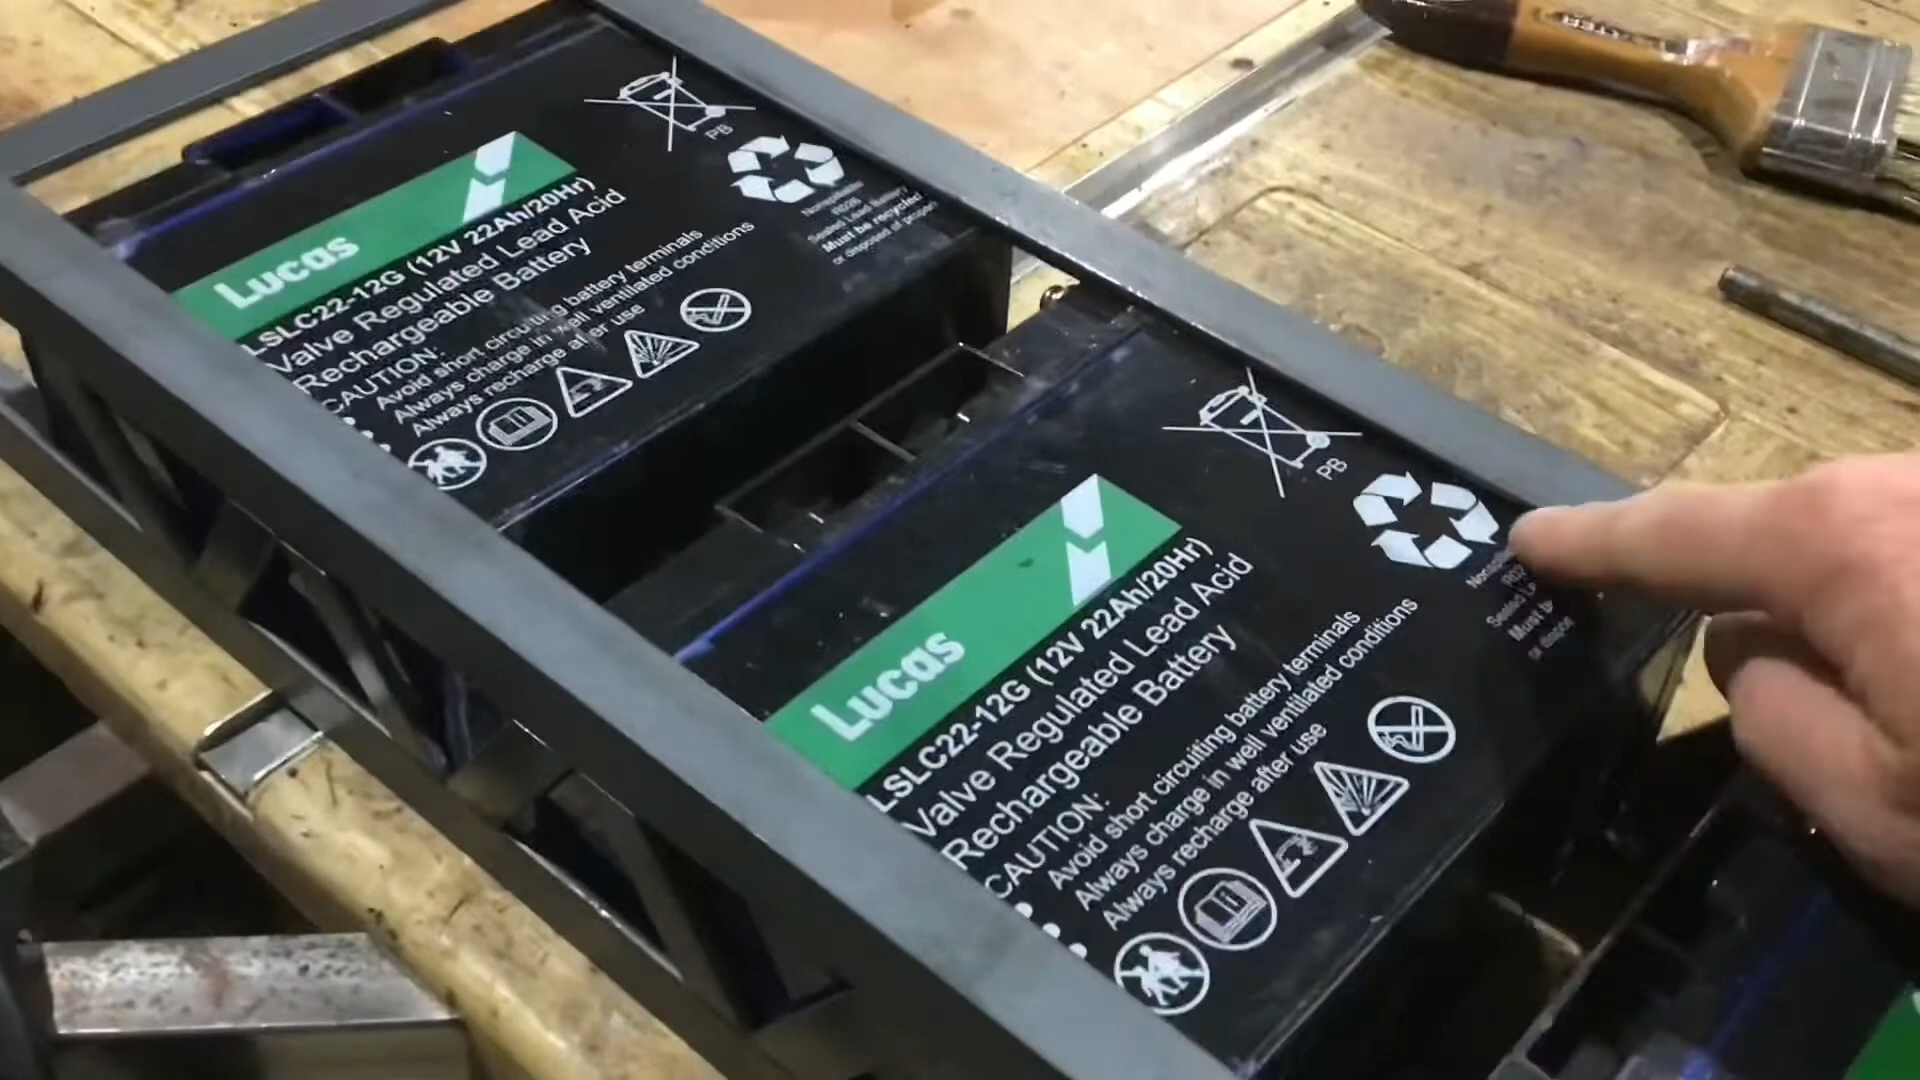 PB
Lucas
LSLC22-12G (12V 22Ah/20Hr)
Valve Regulated Lead Acid
Rechargeable Battery
CAUTION:
Avoid short circuiting battery terminals
Always charge in well ventilated conditions
Always recharge after use
Nonspillable
Sealed Lead Battery
Must be recycled
or disposed of
PB
Lucas
LSLC22-12G (12V 22Ah/20Hr)
Valve Regulated Lead Acid
Rechargeable Battery
CAUTION:
Avoid short circuiting battery terminals
Always charge in well ventilated conditions
Always recharge after use
Sealed
Must